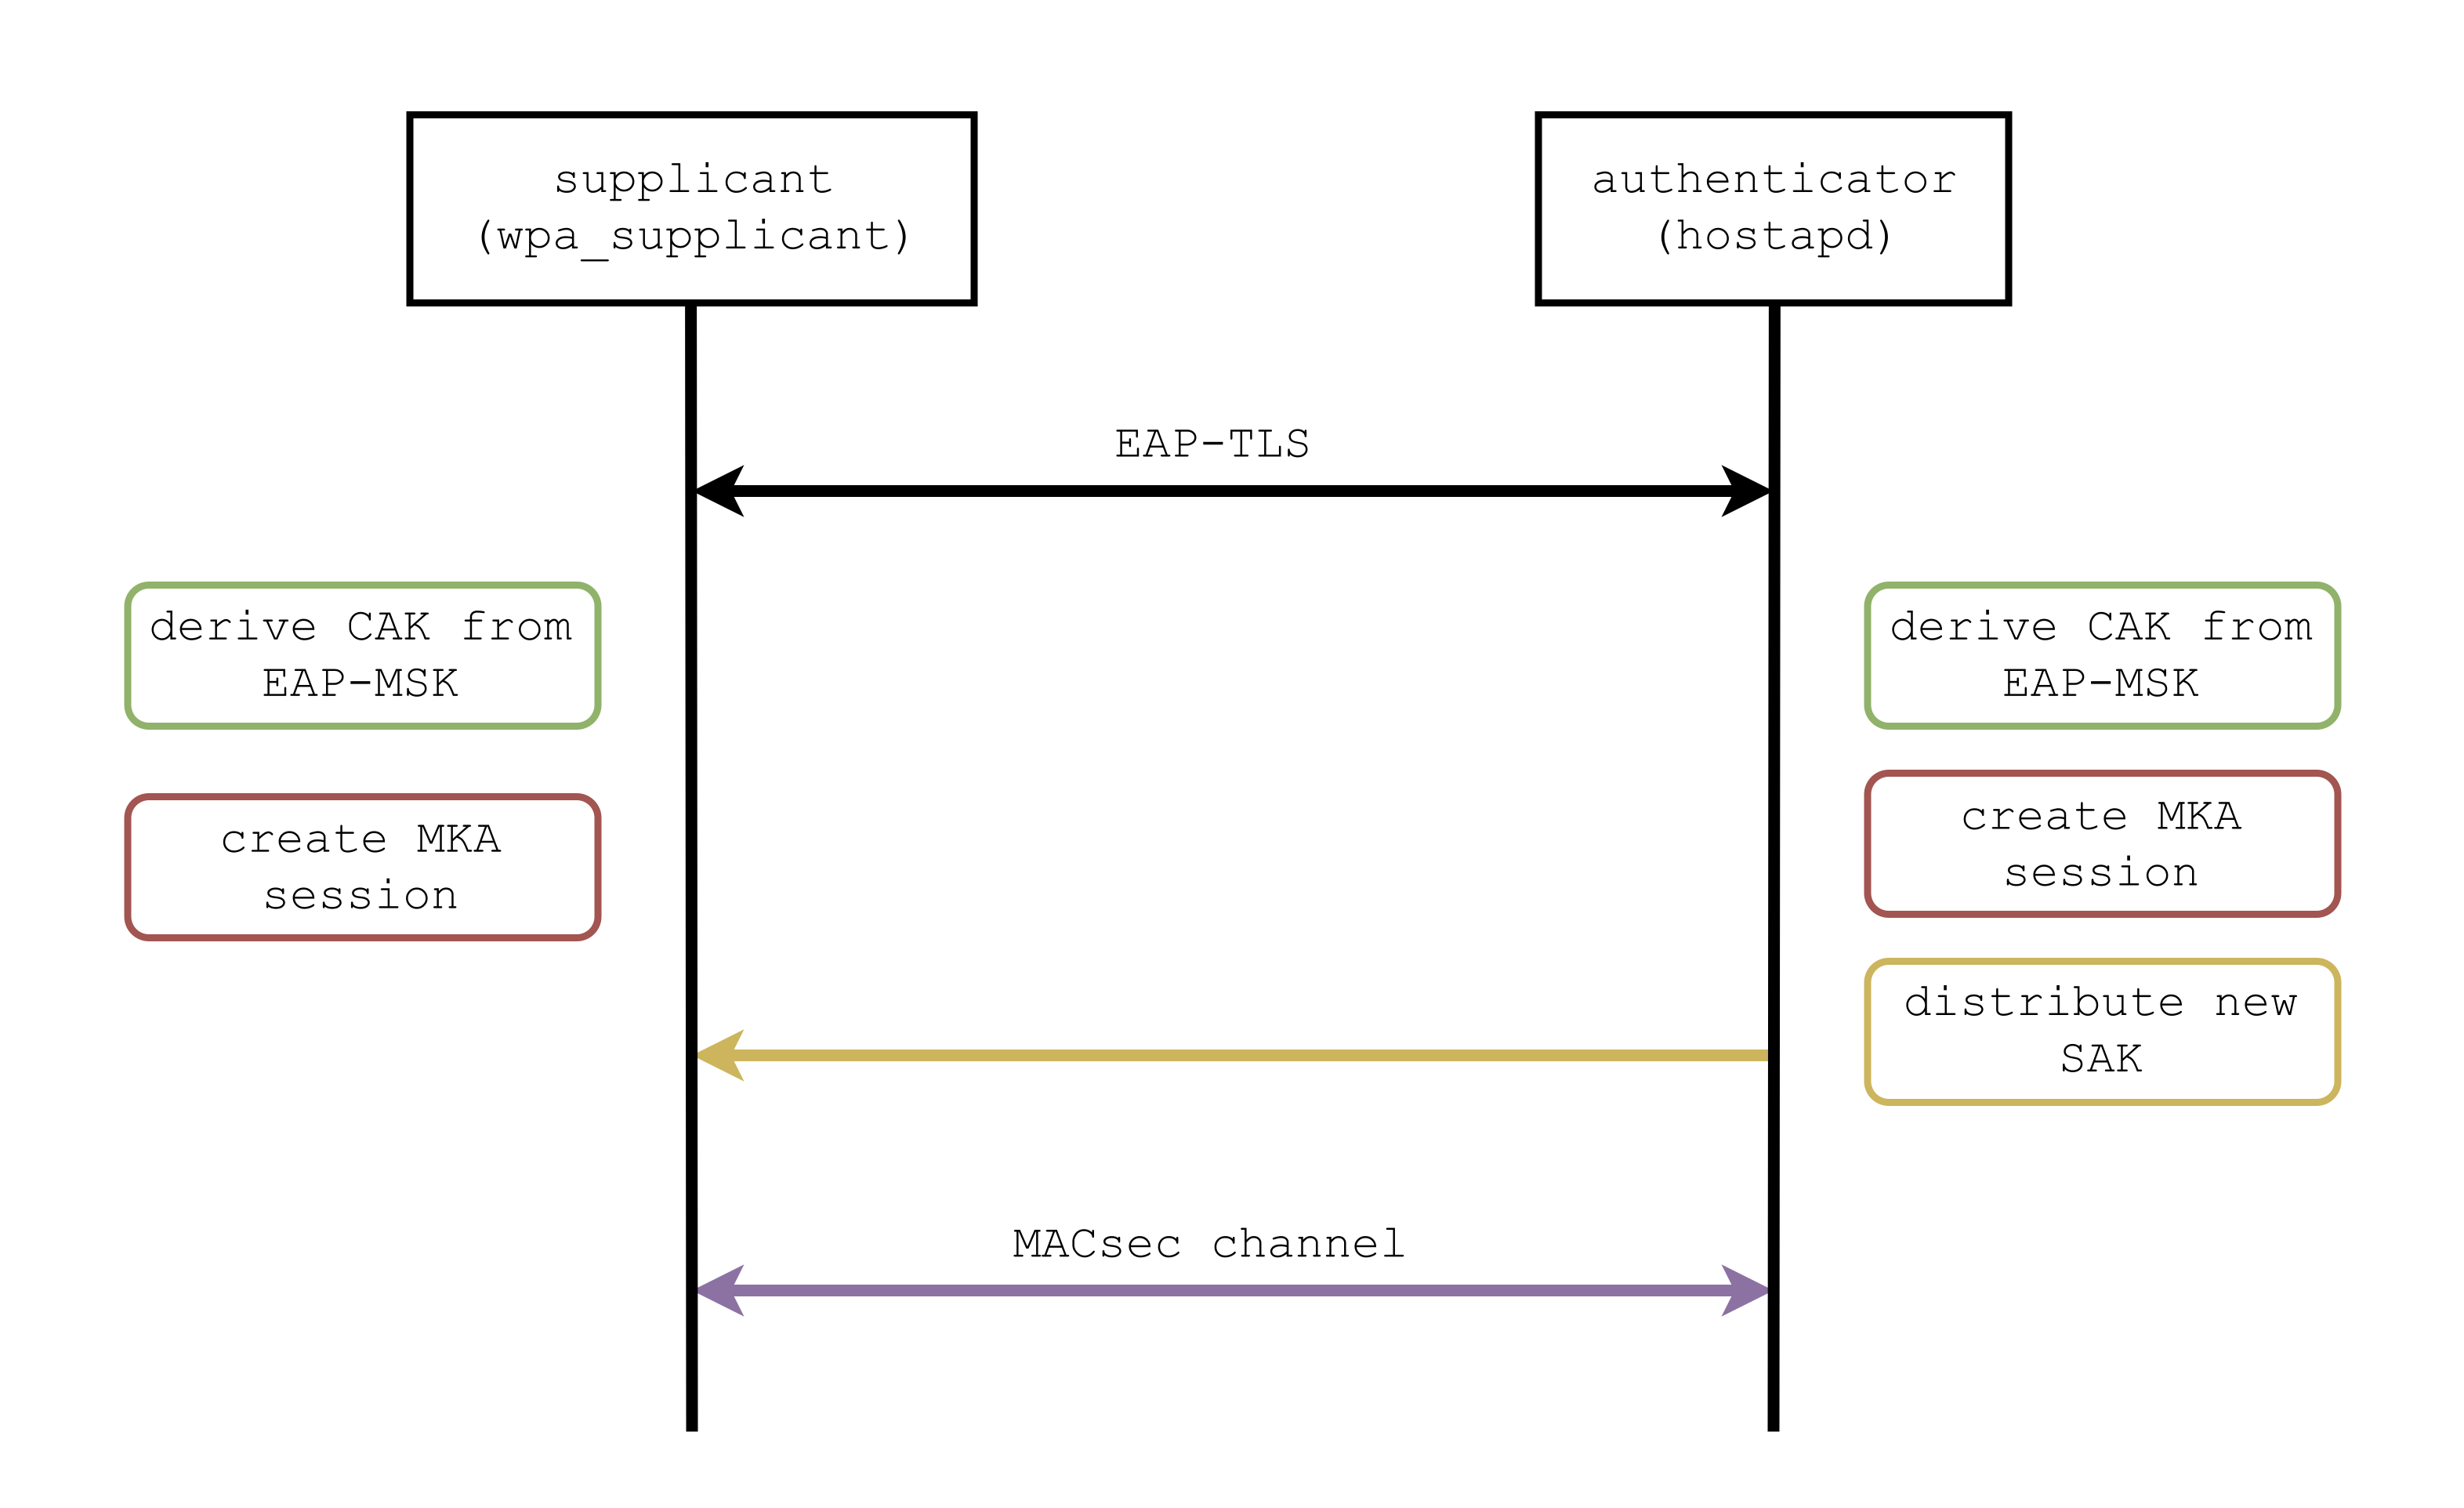 supplicant
(wpa_supplicant)
authenticator
(hostapd)
EAP-TLS
derive CAK from
EAP-MSK
derive CAK from
EAP-MSK
create MKA
session
create MKA
session
distribute new
SAK
MACsec channel